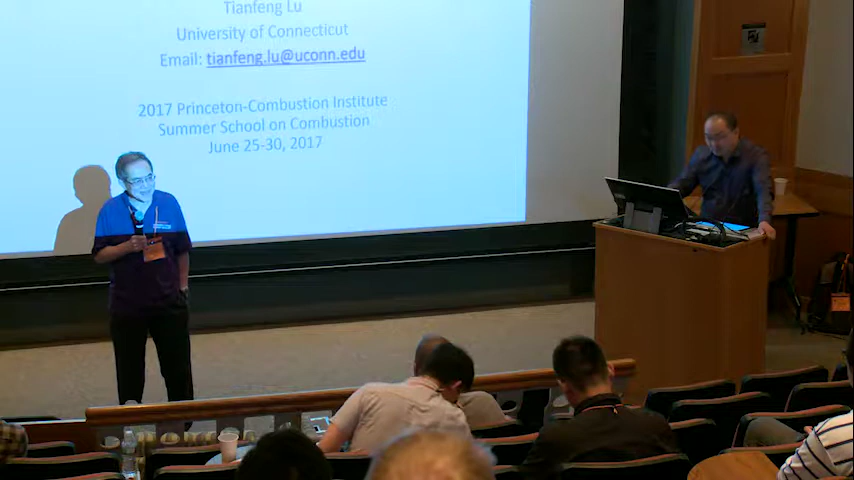 Tianfeng Lu
University of Connecticut
Email: tianfeng.lu@uconn.edu
2017 Princeton-Combustion Institute
Summer School on Combustion
June 25-30, 2017